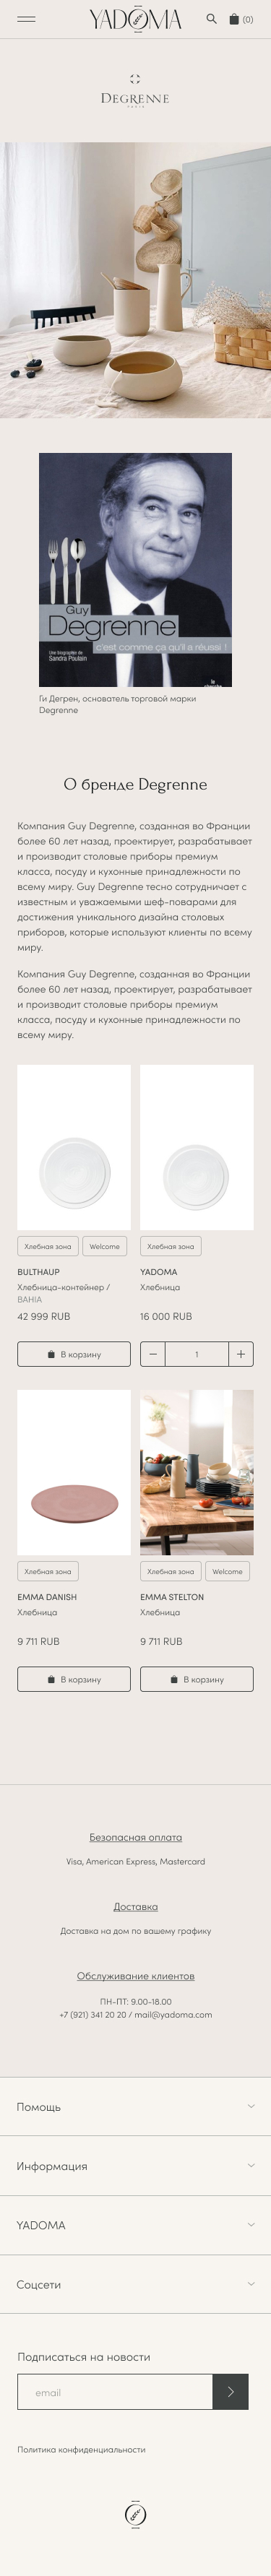 YADOMA
(0)
DEGRENNE
PARIS
Guy
Degrenne
Une biographie de
Sandra Poutoin
c'est comme ça qu'il a réussi !
le
cherche
Ги Дегрен, основатель торговой марки
Degrenne
О бренде Degrenne
Компания Guy Degrenne, созданная во Франции
более 60 лет назад, проектирует, разрабатывает
и производит столовые приборы премиум
класса, посуду и кухонные принадлежности по
всему миру. Guy Degrenne тесно сотрудничает с
известным и уважаемыми шеф-поварами для
достижения уникального дизайна столовых
приборов, которые используют клиенты по всему
миру.
Компания Guy Degrenne, созданная во Франции
более 60 лет назад, проектирует, разрабатывает
и производит столовые приборы премиум
класса, посуду и кухонные принадлежности по
всему миру.
Хлебная зона
Welcome
BULTHAUP
Хлебница-контейнер /
BAHIA
42 999 RUB
В корзину
Хлебная зона
YADOMA
Хлебница
16 000 RUB
1
Хлебная зона
EMMA DANISH
Хлебница
9 711 RUB
В корзину
Хлебная зона
Welcome
EMMA STELTON
Хлебница
9 711 RUB
В корзину
Безопасная оплата
Visa, American Express, Mastercard
Доставка
Доставка на дом по вашему графику
Обслуживание клиентов
ПН-ПТ: 9.00-18.00
+7 (921) 341 20 20 / mail@yadoma.com
Помощь
Информация
YADOMA
Соцсети
Подписаться на новости
email
Политика конфиденциальности